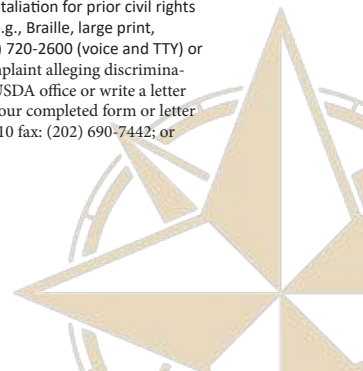 taliation for prior civil rights
.g., Braille, large print,
) 720-2600 (voice and TTY) or
plaint alleging discrimina-
USDA office or write a letter
our completed form or letter
10 fax: (202) 690-7442; or